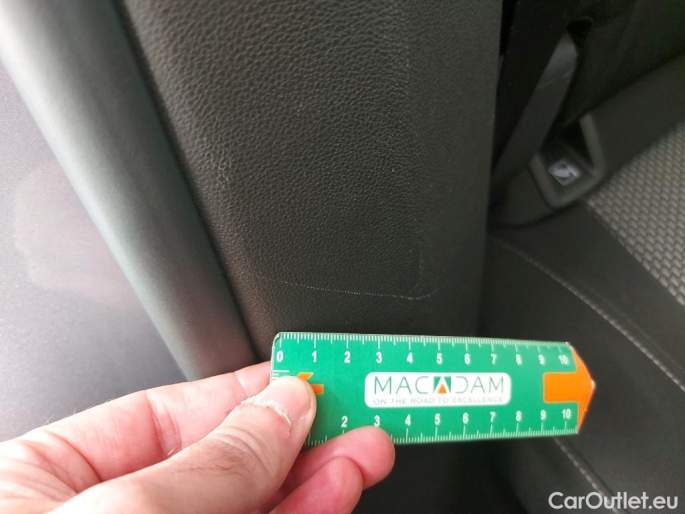 0 1 2 3 4 5 6 7 8 9 10
MACADAM
ON THE ROAD TO EXCELLENCE
2 3 4 5 6 7 8 9 10
CarOutlet.eu